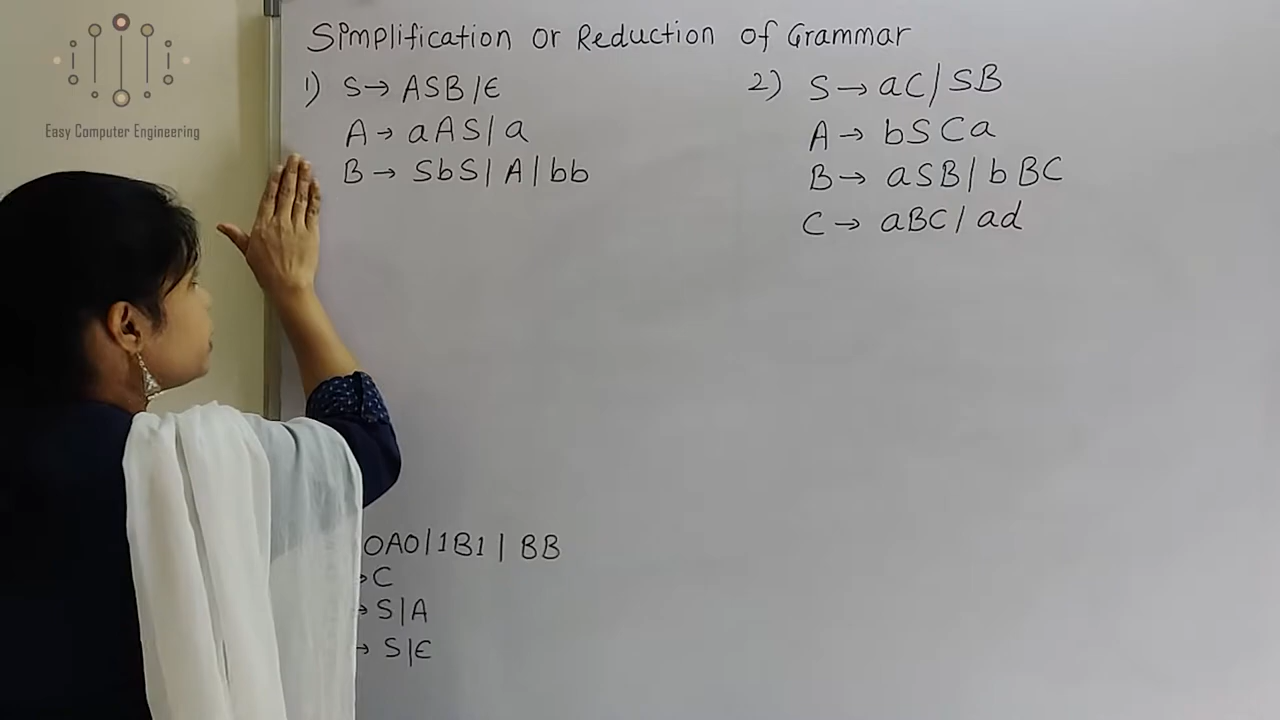 Easy Computer Engineering
Simplification or Reduction of Grammar
1) S → ASB | ϵ
A → aAS | a
B → SbS | A | bb
2) S → aC / SB
A → bSCa
B → aSB | bBC
C → aBC / ad
0A0 | 1B1 | BB
→ C
→ S | A
→ S | ϵ